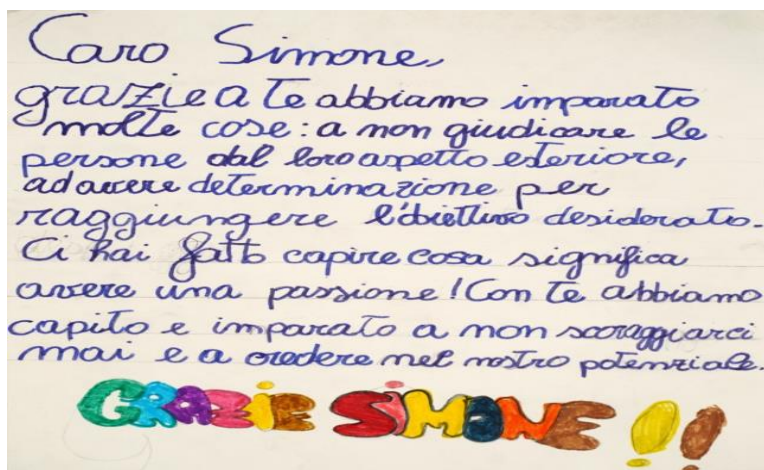 Caro Simone,
grazie a te abbiamo imparato
molte cose: a non giudicare le
persone dal loro aspetto esteriore,
ad avere determinazione per
raggiungere l'obiettivo desiderato.
Ci hai fatto capire cosa significa
avere una passione! Con te abbiamo
capito e imparato a non scoraggiarci
mai e a credere nel nostro potenziale.
GRAZIE SIMONE!!